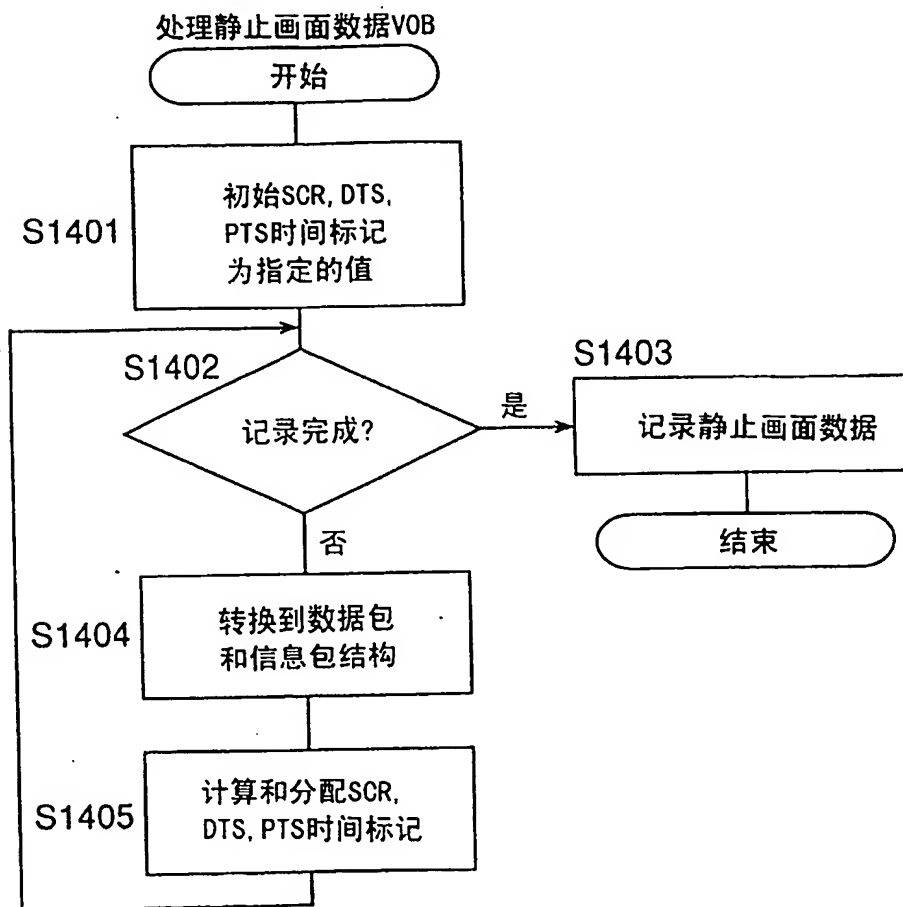 处理静止画面数据VOB
开始
S1401
初始SCR, DTS,
PTS时间标记
为指定的值
S1402
记录完成?
是
S1403
记录静止画面数据
结束
否
S1404
转换到数据包
和信息包结构
S1405
计算和分配SCR,
DTS, PTS时间标记